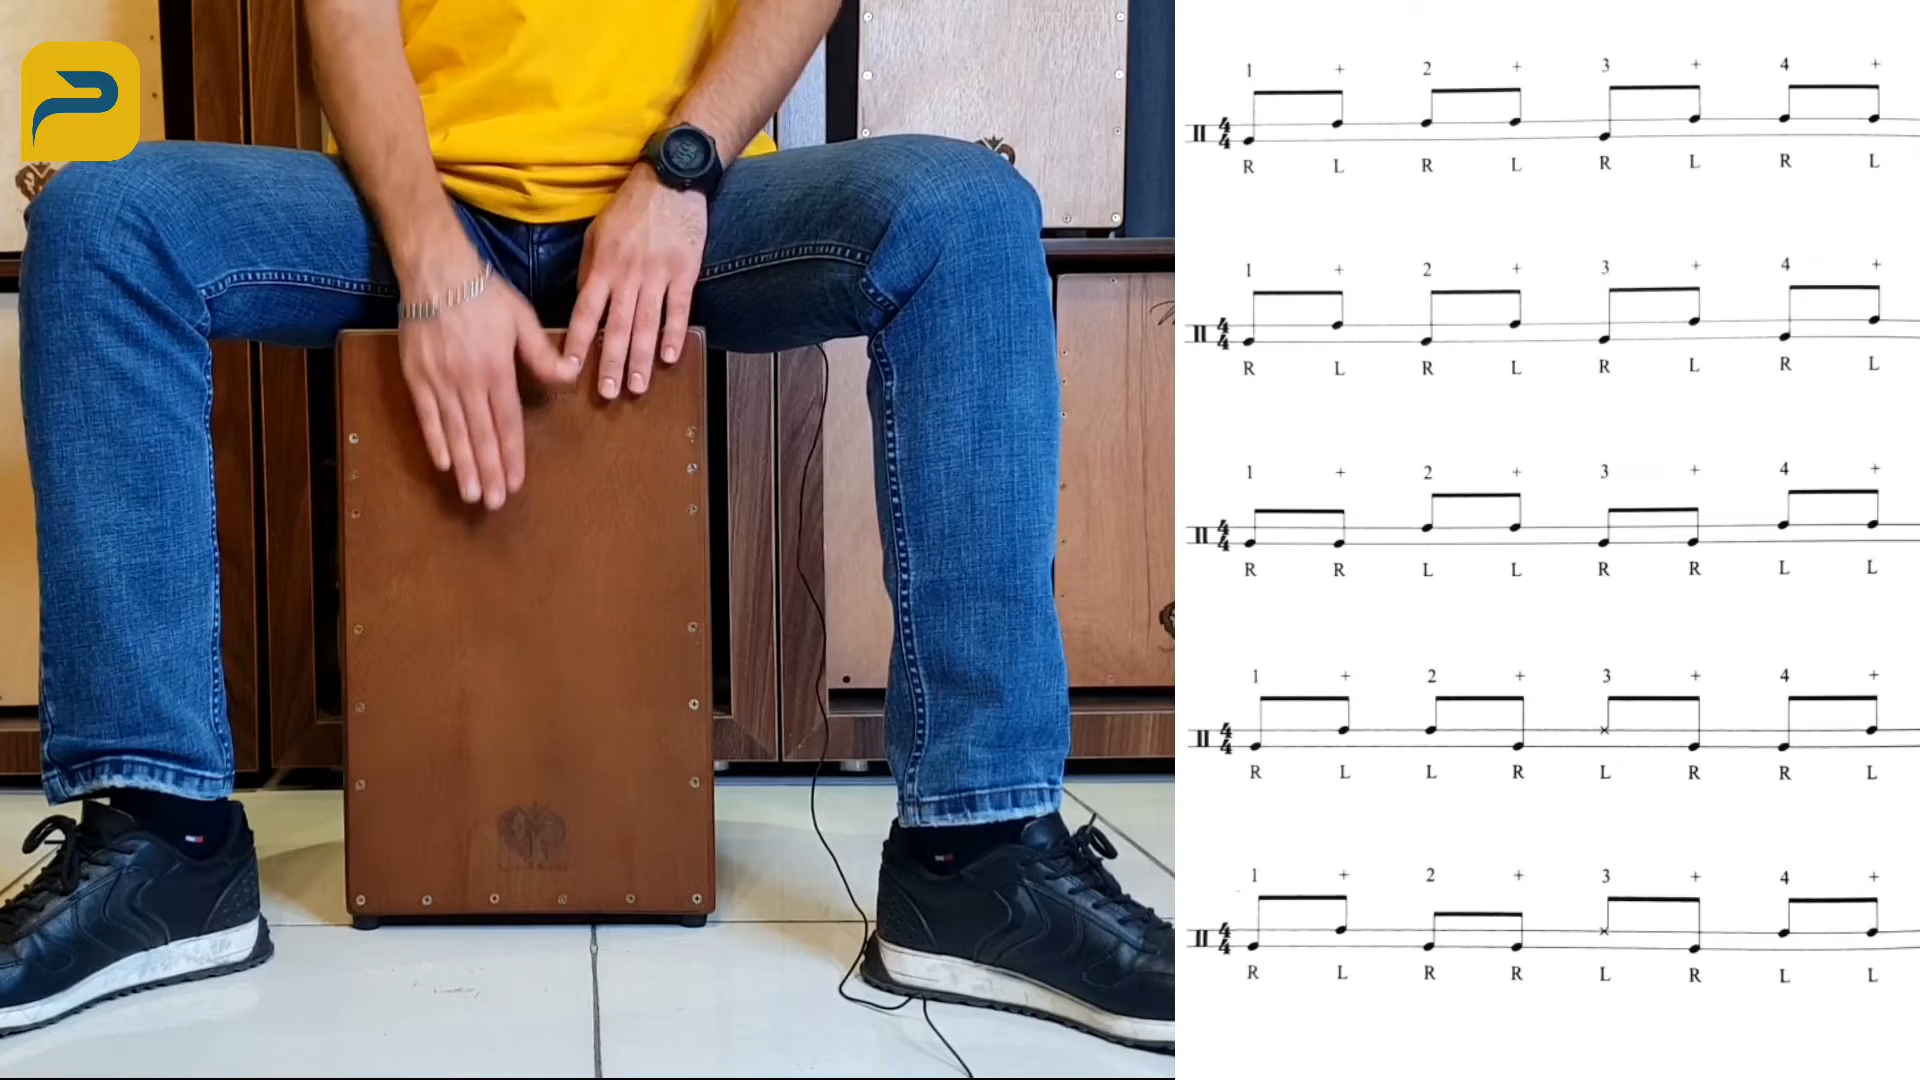 1 + 2 + 3 + 4 +
4
4
R L R L R L R L
1 + 2 + 3 + 4 +
4
4
R L R L R L R L
1 + 2 + 3 + 4 +
4
4
R R L L R R L L
1 + 2 + 3 + 4 +
4
4
R L L R L R R L
1 + 2 + 3 + 4 +
4
4
R L R R L R L L